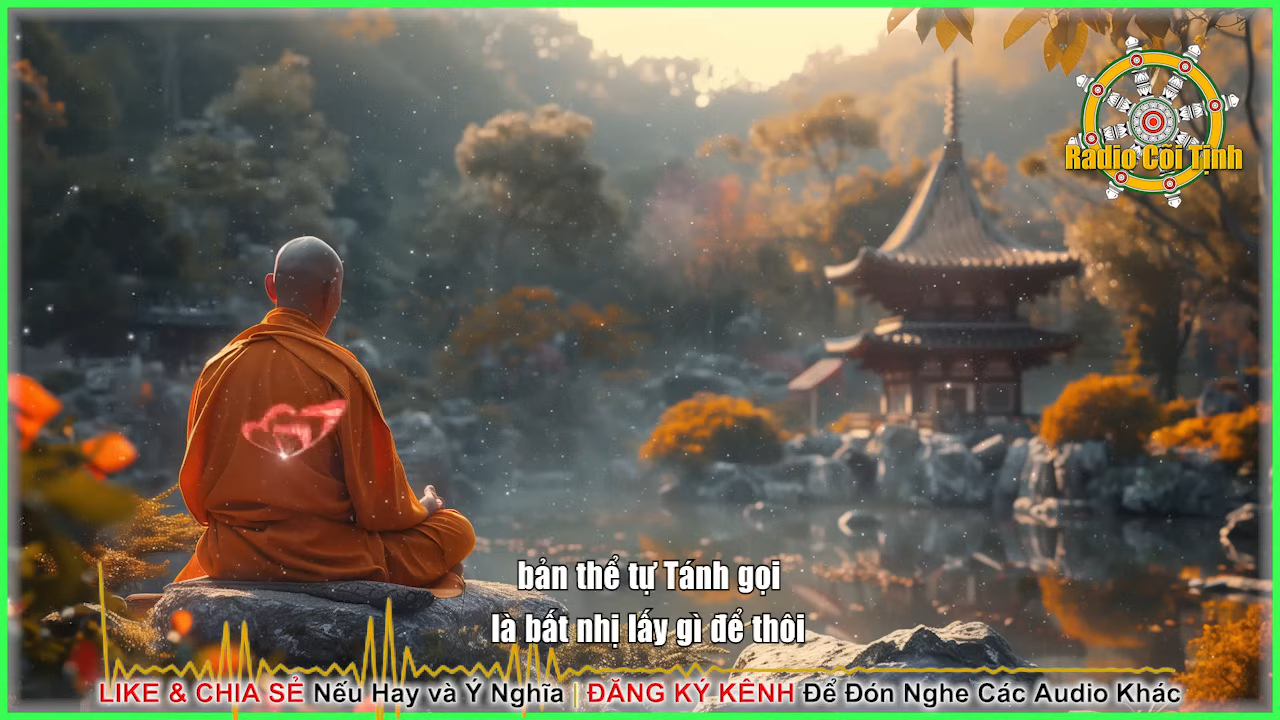 Radio Cõi Tịnh
bản thể tự Tánh gọi
là bất nhị lấy gì để thôi
LIKE & CHIA SẺ Nếu Hay và Ý Nghĩa | ĐĂNG KÝ KÊNH Để Đón Nghe Các Audio Khác